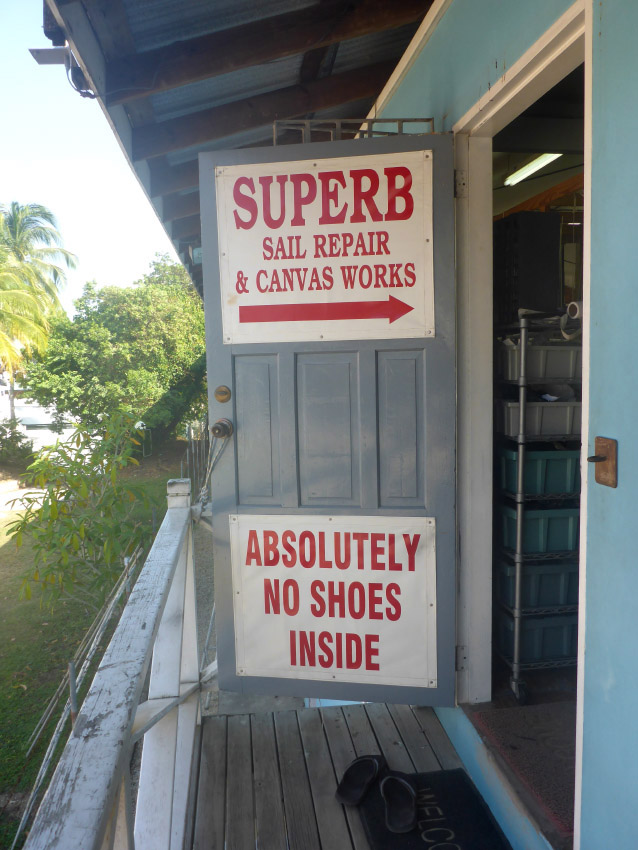 SUPERB
SAIL REPAIR
& CANVAS WORKS
ABSOLUTELY
NO SHOES
INSIDE